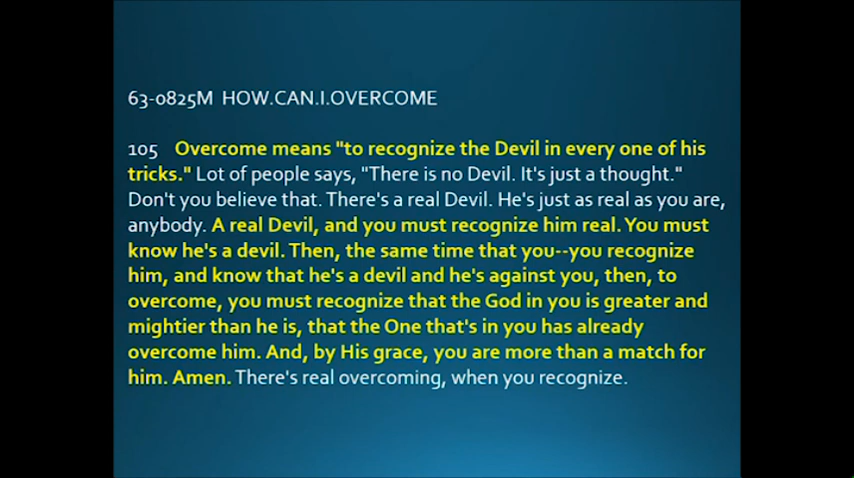 63-0825M HOW.CAN.I.OVERCOME
105 Overcome means "to recognize the Devil in every one of his
tricks." Lot of people says, "There is no Devil. It's just a thought."
Don't you believe that. There's a real Devil. He's just as real as you are,
anybody. A real Devil, and you must recognize him real. You must
know he's a devil. Then, the same time that you--you recognize
him, and know that he's a devil and he's against you, then, to
overcome, you must recognize that the God in you is greater and
mightier than he is, that the One that's in you has already
overcome him. And, by His grace, you are more than a match for
him. Amen. There's real overcoming, when you recognize.